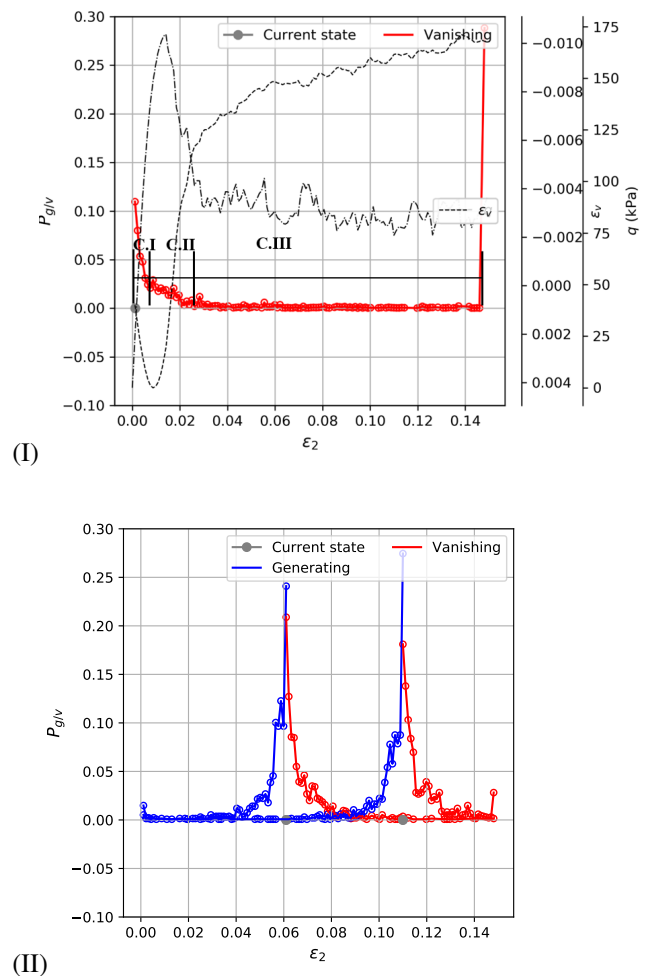 Current state
Vanishing
C.I
C.II
C.III
ε_v
0.30
0.25
0.20
0.15
0.10
0.05
0.00
−0.05
−0.10
P_{g/v}
0.00 0.02 0.04 0.06 0.08 0.10 0.12 0.14
ε_2
−0.010
−0.008
−0.006
−0.004
−0.002
0.000
0.002
0.004
ε_v
175
150
125
100
75
50
25
0
q (kPa)
(I)
Current state
Vanishing
Generating
0.30
0.25
0.20
0.15
0.10
0.05
0.00
−0.05
−0.10
P_{g/v}
0.00 0.02 0.04 0.06 0.08 0.10 0.12 0.14
ε_2
(II)